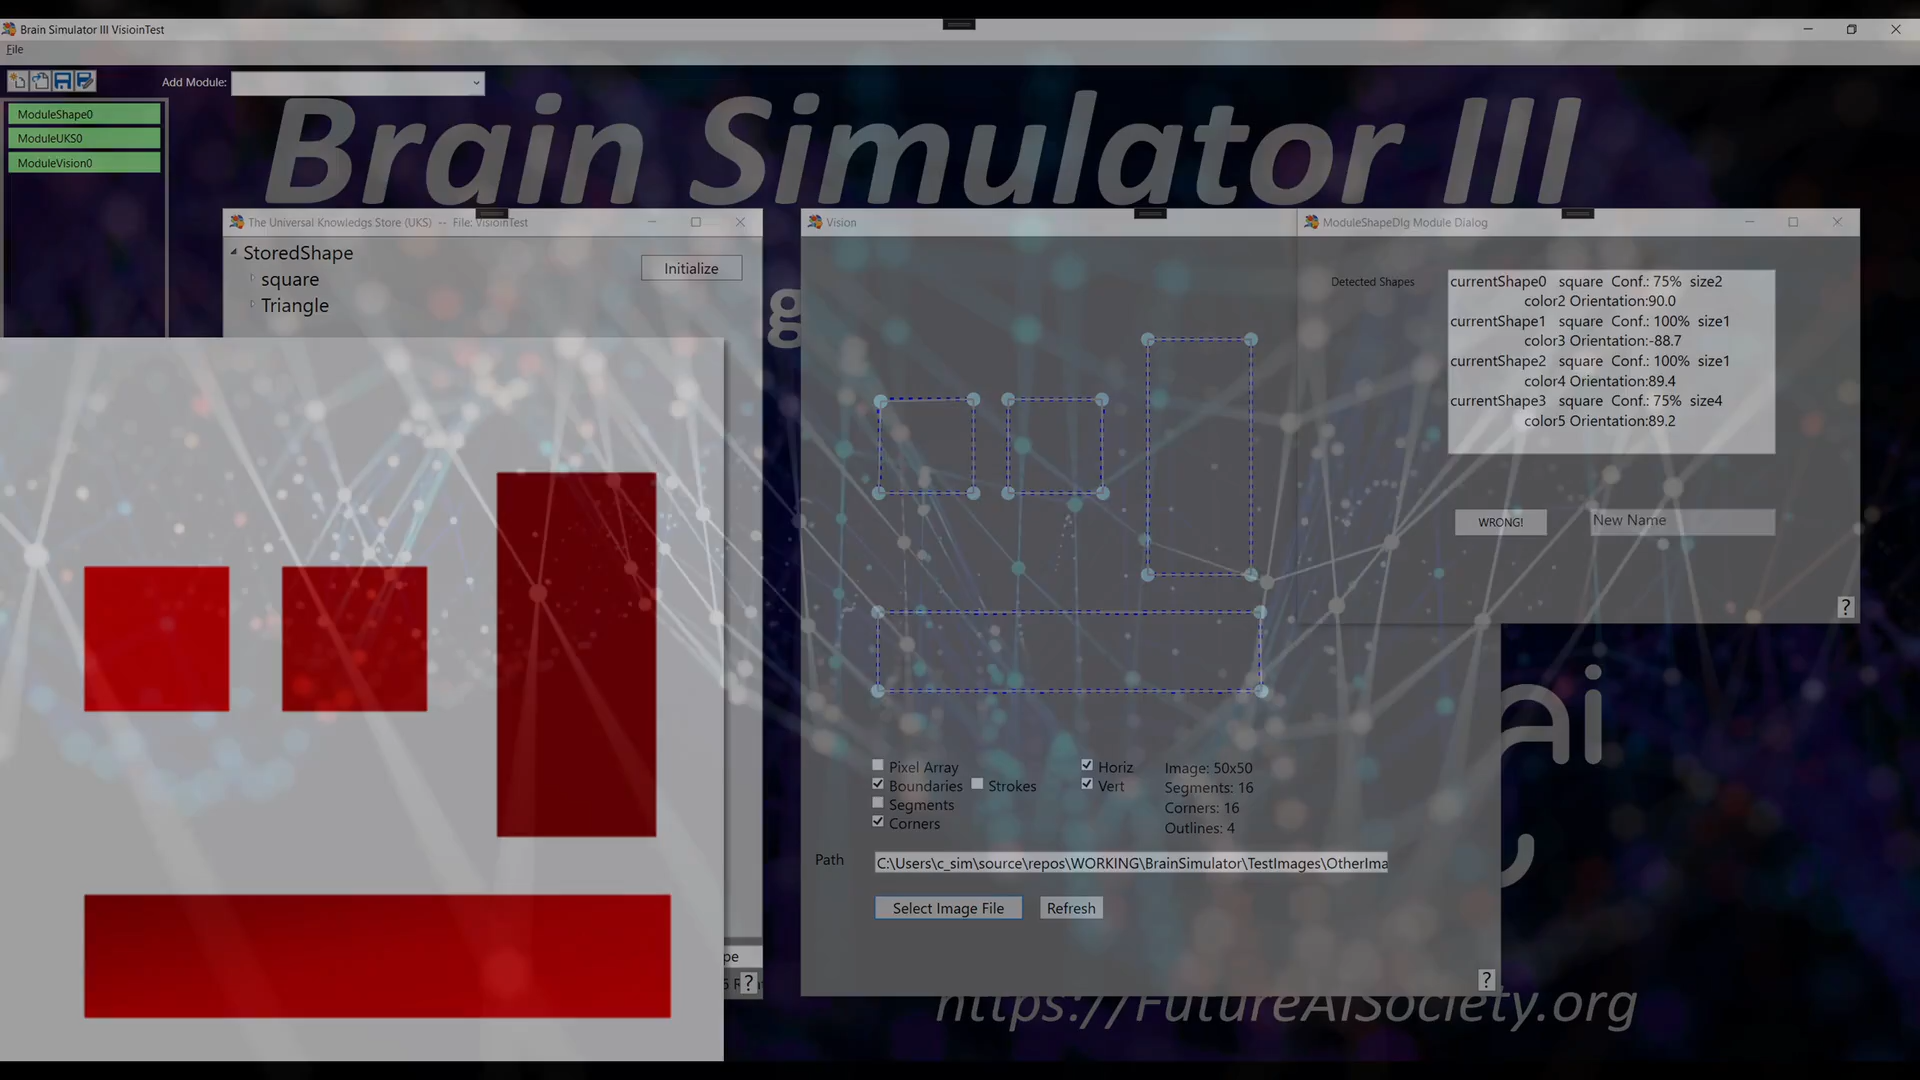 Brain Simulator III VisioinTest
File
Add Module:
Brain Simulator III
ModuleShape0
ModuleUKS0
ModuleVision0
The Universal Knowledgs Store (UKS) -- File: VisioinTest
StoredShape
square
Triangle
Initialize
g
Vision
ModuleShapeDlg Module Dialog
Detected Shapes
currentShape0 square Conf.: 75% size2
color2 Orientation:90.0
currentShape1 square Conf.: 100% size1
color3 Orientation:-88.7
currentShape2 square Conf.: 100% size1
color4 Orientation:89.4
currentShape3 square Conf.: 75% size4
color5 Orientation:89.2
WRONG!
New Name
?
Pixel Array
Boundaries
Strokes
Segments
Corners
Horiz
Vert
Image: 50x50
Segments: 16
Corners: 16
Outlines: 4
Path
C:\Users\c_sim\source\repos\WORKING\BrainSimulator\TestImages\OtherIma
Select Image File
Refresh
?
pe
?
Ai
https://FutureAISociety.org